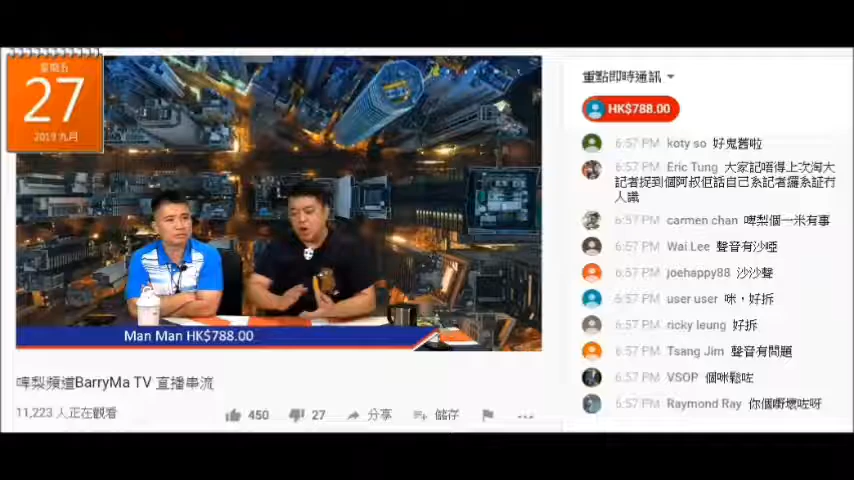 星期五
27
2019 九月
Man Man HK$788.00
啤梨頻道BarryMa TV 直播串流
11,223 人正在觀看
450
27
分享
儲存
重點即時通訊
HK$788.00
6:57 PM koty so 好鬼舊啦
6:57 PM Eric Tung 大家記唔得上次淘大
記者捉到個阿叔佢話自己系記者攞系証冇
人識
6:57 PM carmen chan 啤梨個一米有事
6:57 PM Wai Lee 聲音有沙啞
6:57 PM joehappy88 沙沙聲
6:57 PM user user 咪，好拆
6:57 PM ricky leung 好拆
6:57 PM Tsang Jim 聲音有問題
6:57 PM VSOP 個咪鬆咗
6:57 PM Raymond Ray 你個嘢壞咗呀